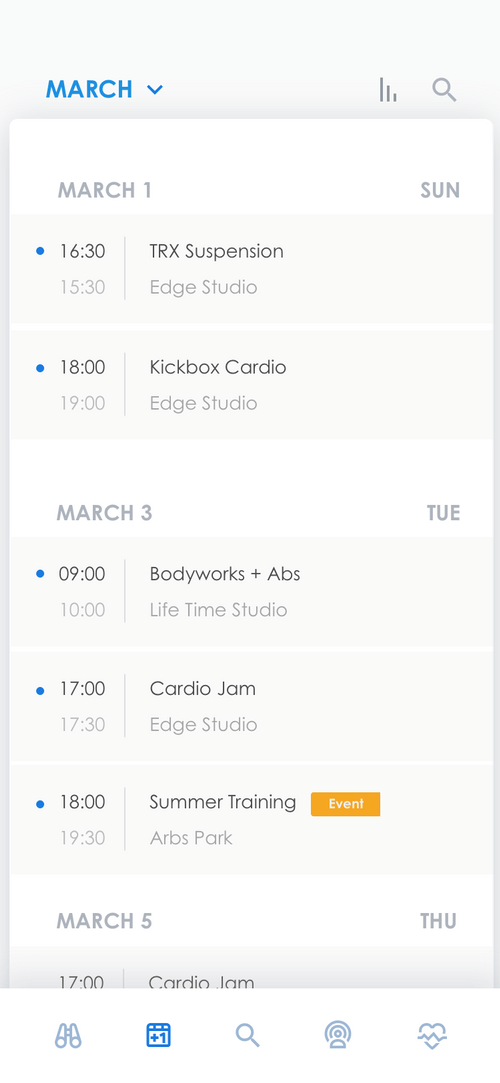 MARCH
MARCH 1 SUN
16:30 TRX Suspension
15:30 Edge Studio
18:00 Kickbox Cardio
19:00 Edge Studio
MARCH 3 TUE
09:00 Bodyworks + Abs
10:00 Life Time Studio
17:00 Cardio Jam
17:30 Edge Studio
18:00 Summer Training Event
19:30 Arbs Park
MARCH 5 THU
17:00 Cardio Jam
+1